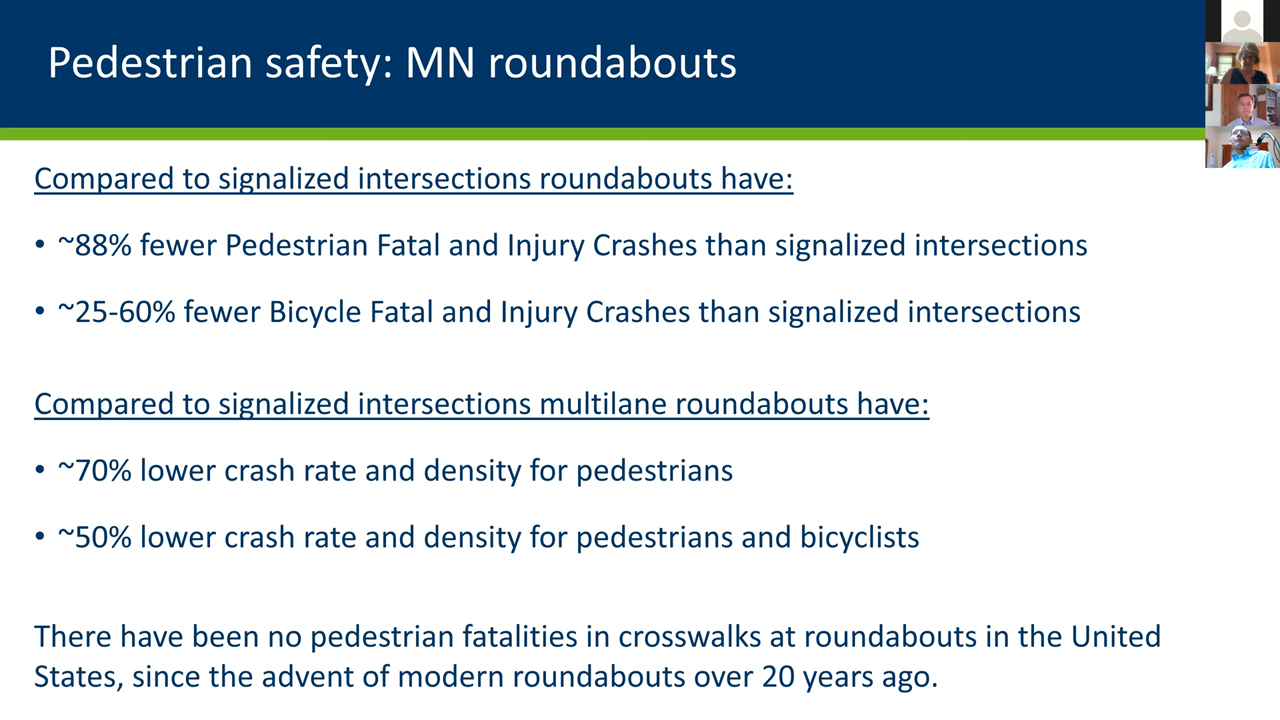 Pedestrian safety: MN roundabouts
Compared to signalized intersections roundabouts have:
• ~88% fewer Pedestrian Fatal and Injury Crashes than signalized intersections
• ~25-60% fewer Bicycle Fatal and Injury Crashes than signalized intersections
Compared to signalized intersections multilane roundabouts have:
• ~70% lower crash rate and density for pedestrians
• ~50% lower crash rate and density for pedestrians and bicyclists
There have been no pedestrian fatalities in crosswalks at roundabouts in the United
States, since the advent of modern roundabouts over 20 years ago.